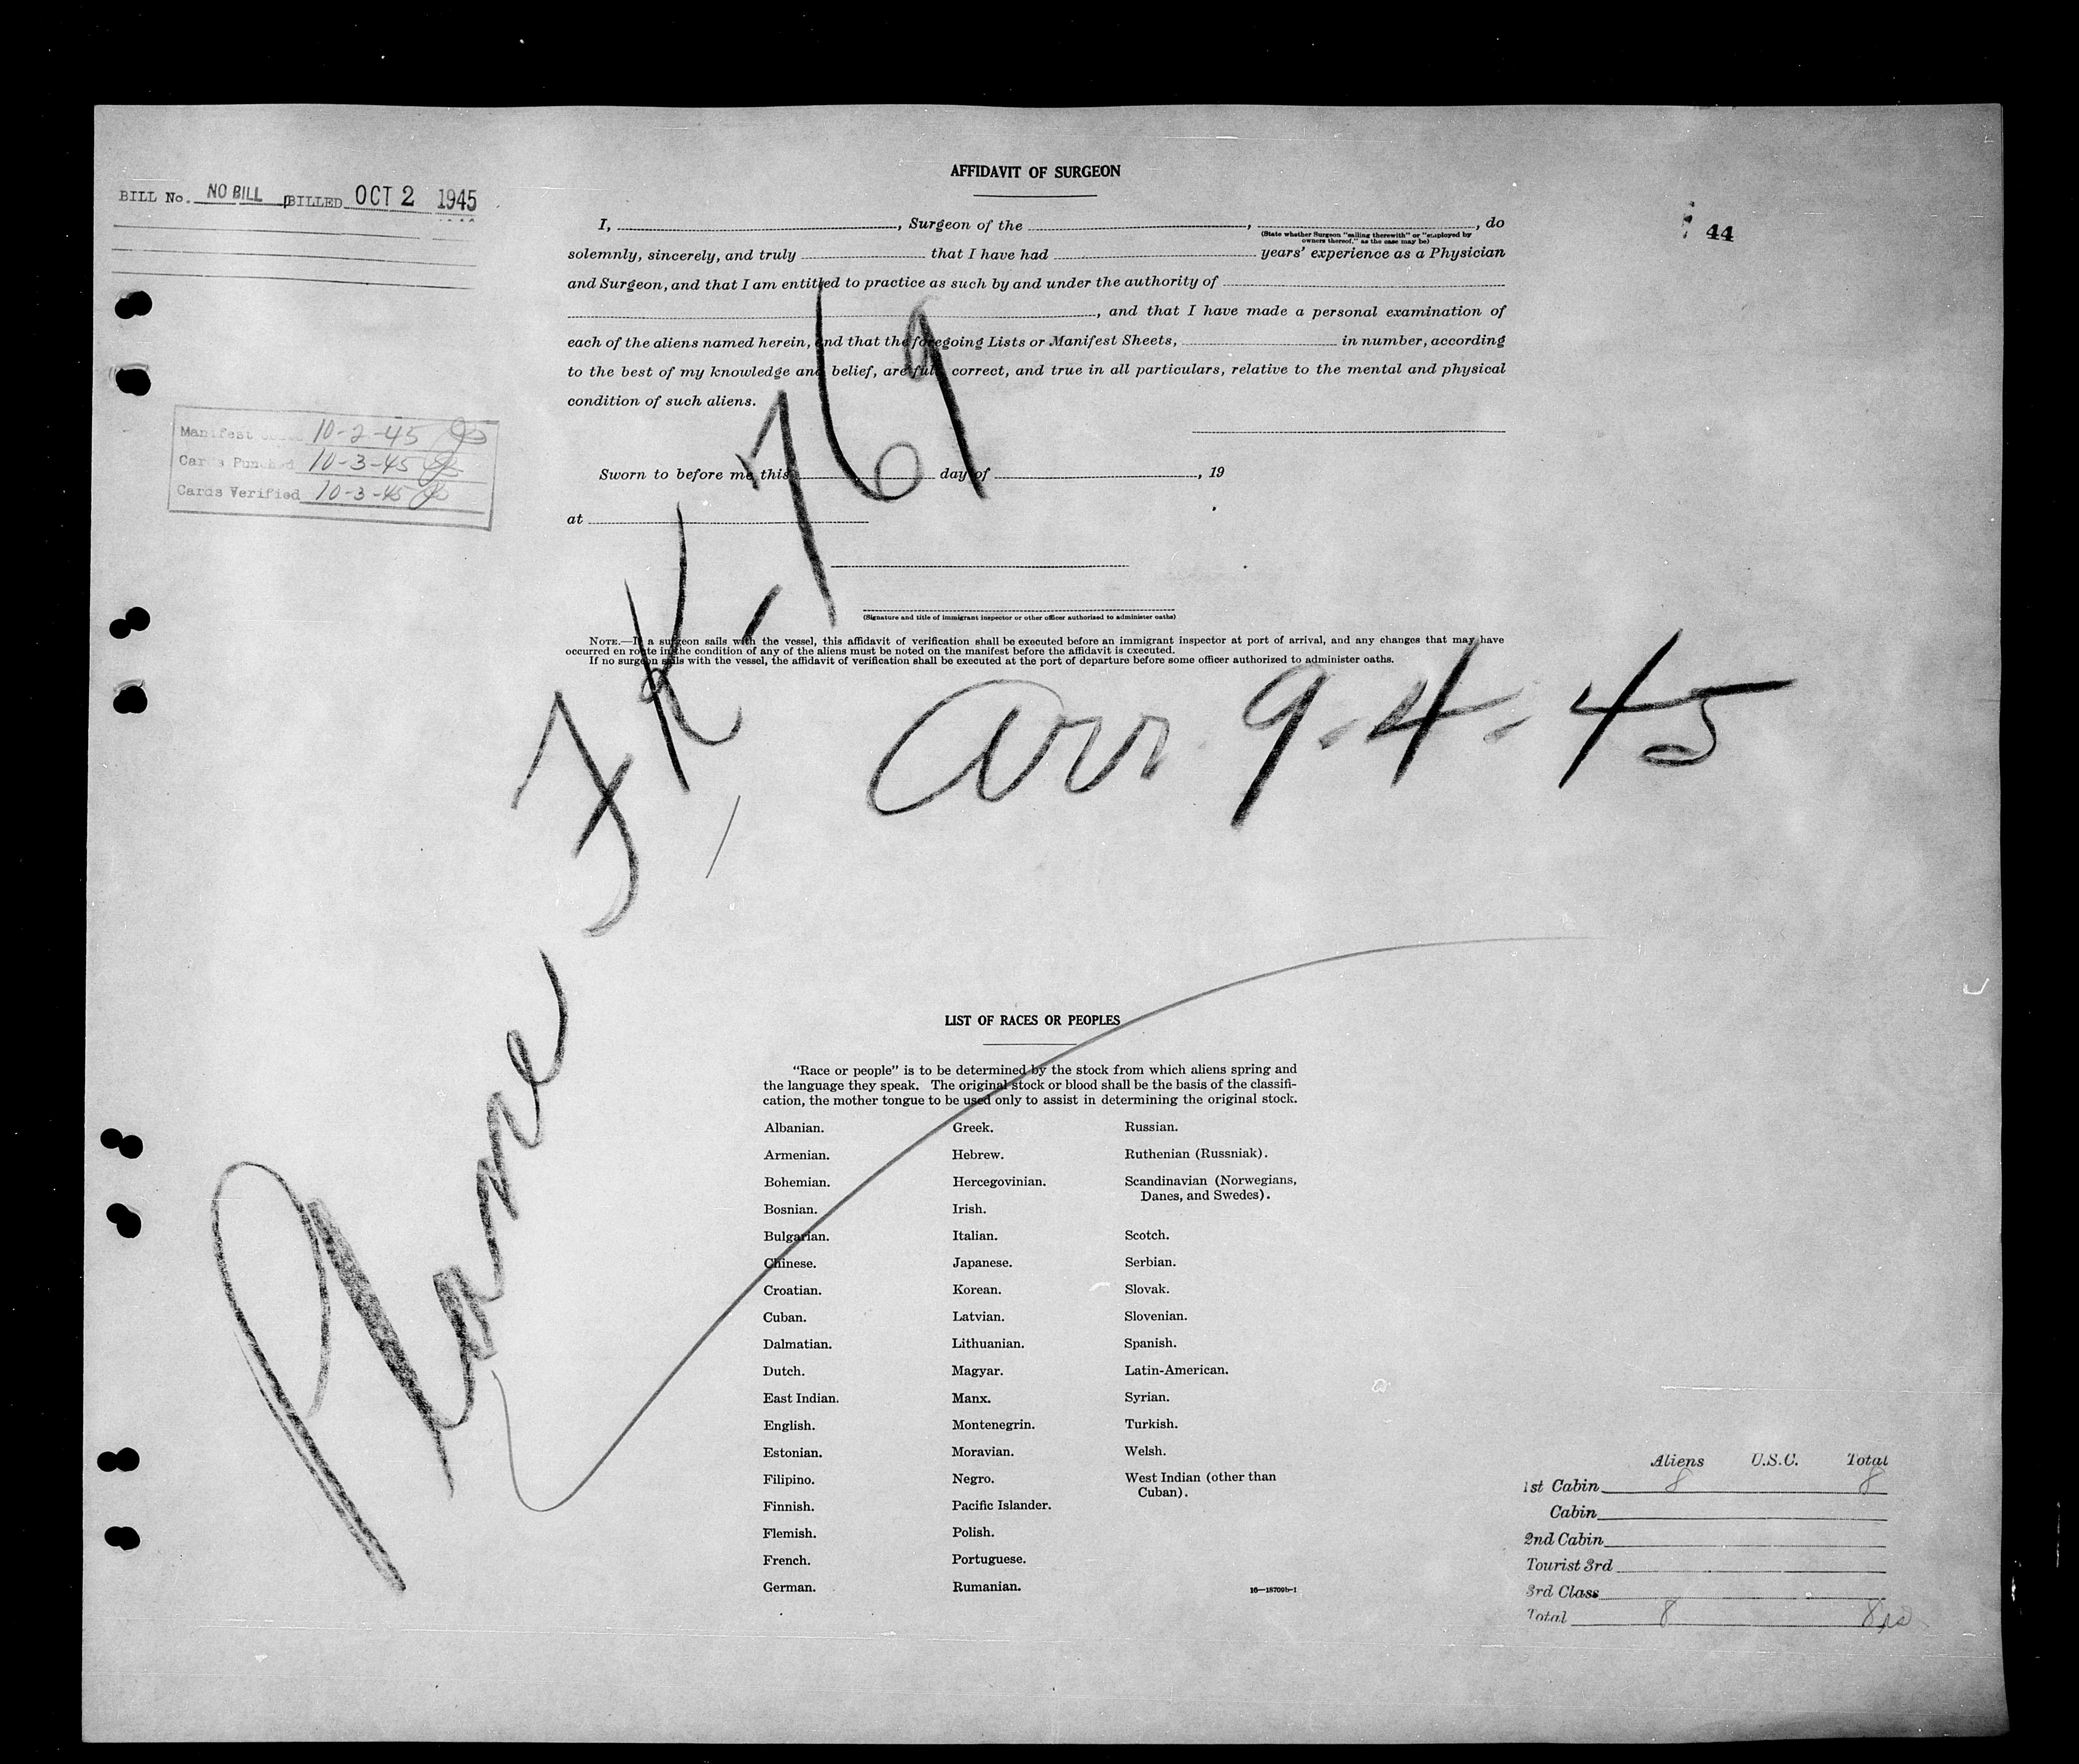 BILL No. NO BILL BILLED OCT 2 1945
44
Manifest 10-2-45
Cards Punched 10-3-45
Cards Verified 10-3-45
AFFIDAVIT OF SURGEON
I, , Surgeon of the , , do
(State whether Surgeon "sailing therewith" or "employed by
owners thereof," as the case may be)
solemnly, sincerely, and truly that I have had years' experience as a Physician
and Surgeon, and that I am entitled to practice as such by and under the authority of
, and that I have made a personal examination of
each of the aliens named herein, and that the foregoing Lists or Manifest Sheets, in number, according
to the best of my knowledge and belief, are full, correct, and true in all particulars, relative to the mental and physical
condition of such aliens.
Sworn to before me this day of , 19
at
(Signature and title of immigrant inspector or other officer authorized to administer oaths)
NOTE.—If a surgeon sails with the vessel, this affidavit of verification shall be executed before an immigrant inspector at port of arrival, and any changes that may have
occurred en route in the condition of any of the aliens must be noted on the manifest before the affidavit is executed.
If no surgeon sails with the vessel, the affidavit of verification shall be executed at the port of departure before some officer authorized to administer oaths.
Plane JK-769
arr 9-4-45
LIST OF RACES OR PEOPLES
"Race or people" is to be determined by the stock from which aliens spring and
the language they speak. The original stock or blood shall be the basis of the classifi-
cation, the mother tongue to be used only to assist in determining the original stock.
Albanian.
Armenian.
Bohemian.
Bosnian.
Bulgarian.
Chinese.
Croatian.
Cuban.
Dalmatian.
Dutch.
East Indian.
English.
Estonian.
Filipino.
Finnish.
Flemish.
French.
German.
Greek.
Hebrew.
Hercegovinian.
Irish.
Italian.
Japanese.
Korean.
Latvian.
Lithuanian.
Magyar.
Manx.
Montenegrin.
Moravian.
Negro.
Pacific Islander.
Polish.
Portuguese.
Rumanian.
Russian.
Ruthenian (Russniak).
Scandinavian (Norwegians,
Danes, and Swedes).
Scotch.
Serbian.
Slovak.
Slovenian.
Spanish.
Latin-American.
Syrian.
Turkish.
Welsh.
West Indian (other than
Cuban).
16—18709b-1
Aliens U.S.C. Total
1st Cabin 8 8
Cabin
2nd Cabin
Tourist 3rd
3rd Class
Total 8 8